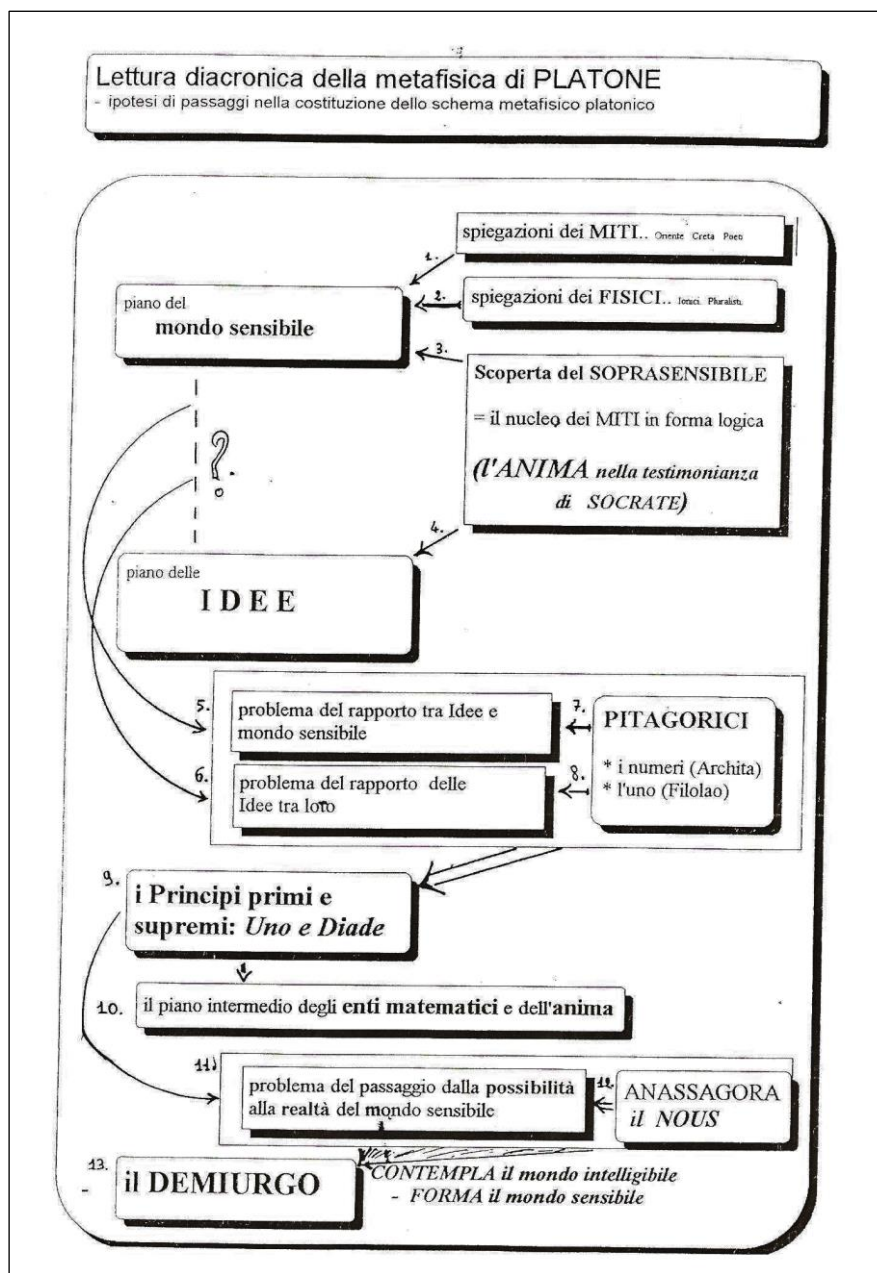 Lettura diacronica della metafisica di PLATONE
- ipotesi di passaggi nella costituzione dello schema metafisico platonico
spiegazioni dei MITI.. Oriente Creta Poeti
1.
piano del
mondo sensibile
2.
spiegazioni dei FISICI.. Ionici. Pluralisti.
3.
Scoperta del SOPRASENSIBILE
= il nucleo dei MITI in forma logica
(l'ANIMA nella testimonianza
di SOCRATE)
?
4.
piano delle
IDEE
5.
problema del rapporto tra Idee e
mondo sensibile
6.
problema del rapporto delle
Idee tra loro
7.
8.
PITAGORICI
* i numeri (Archita)
* l'uno (Filolao)
9.
i Principi primi e
supremi: Uno e Diade
10.
il piano intermedio degli enti matematici e dell'anima
11)
problema del passaggio dalla possibilità
alla realtà del mondo sensibile
12.
ANASSAGORA
il NOUS
13.
-
il DEMIURGO
- CONTEMPLA il mondo intelligibile
- FORMA il mondo sensibile